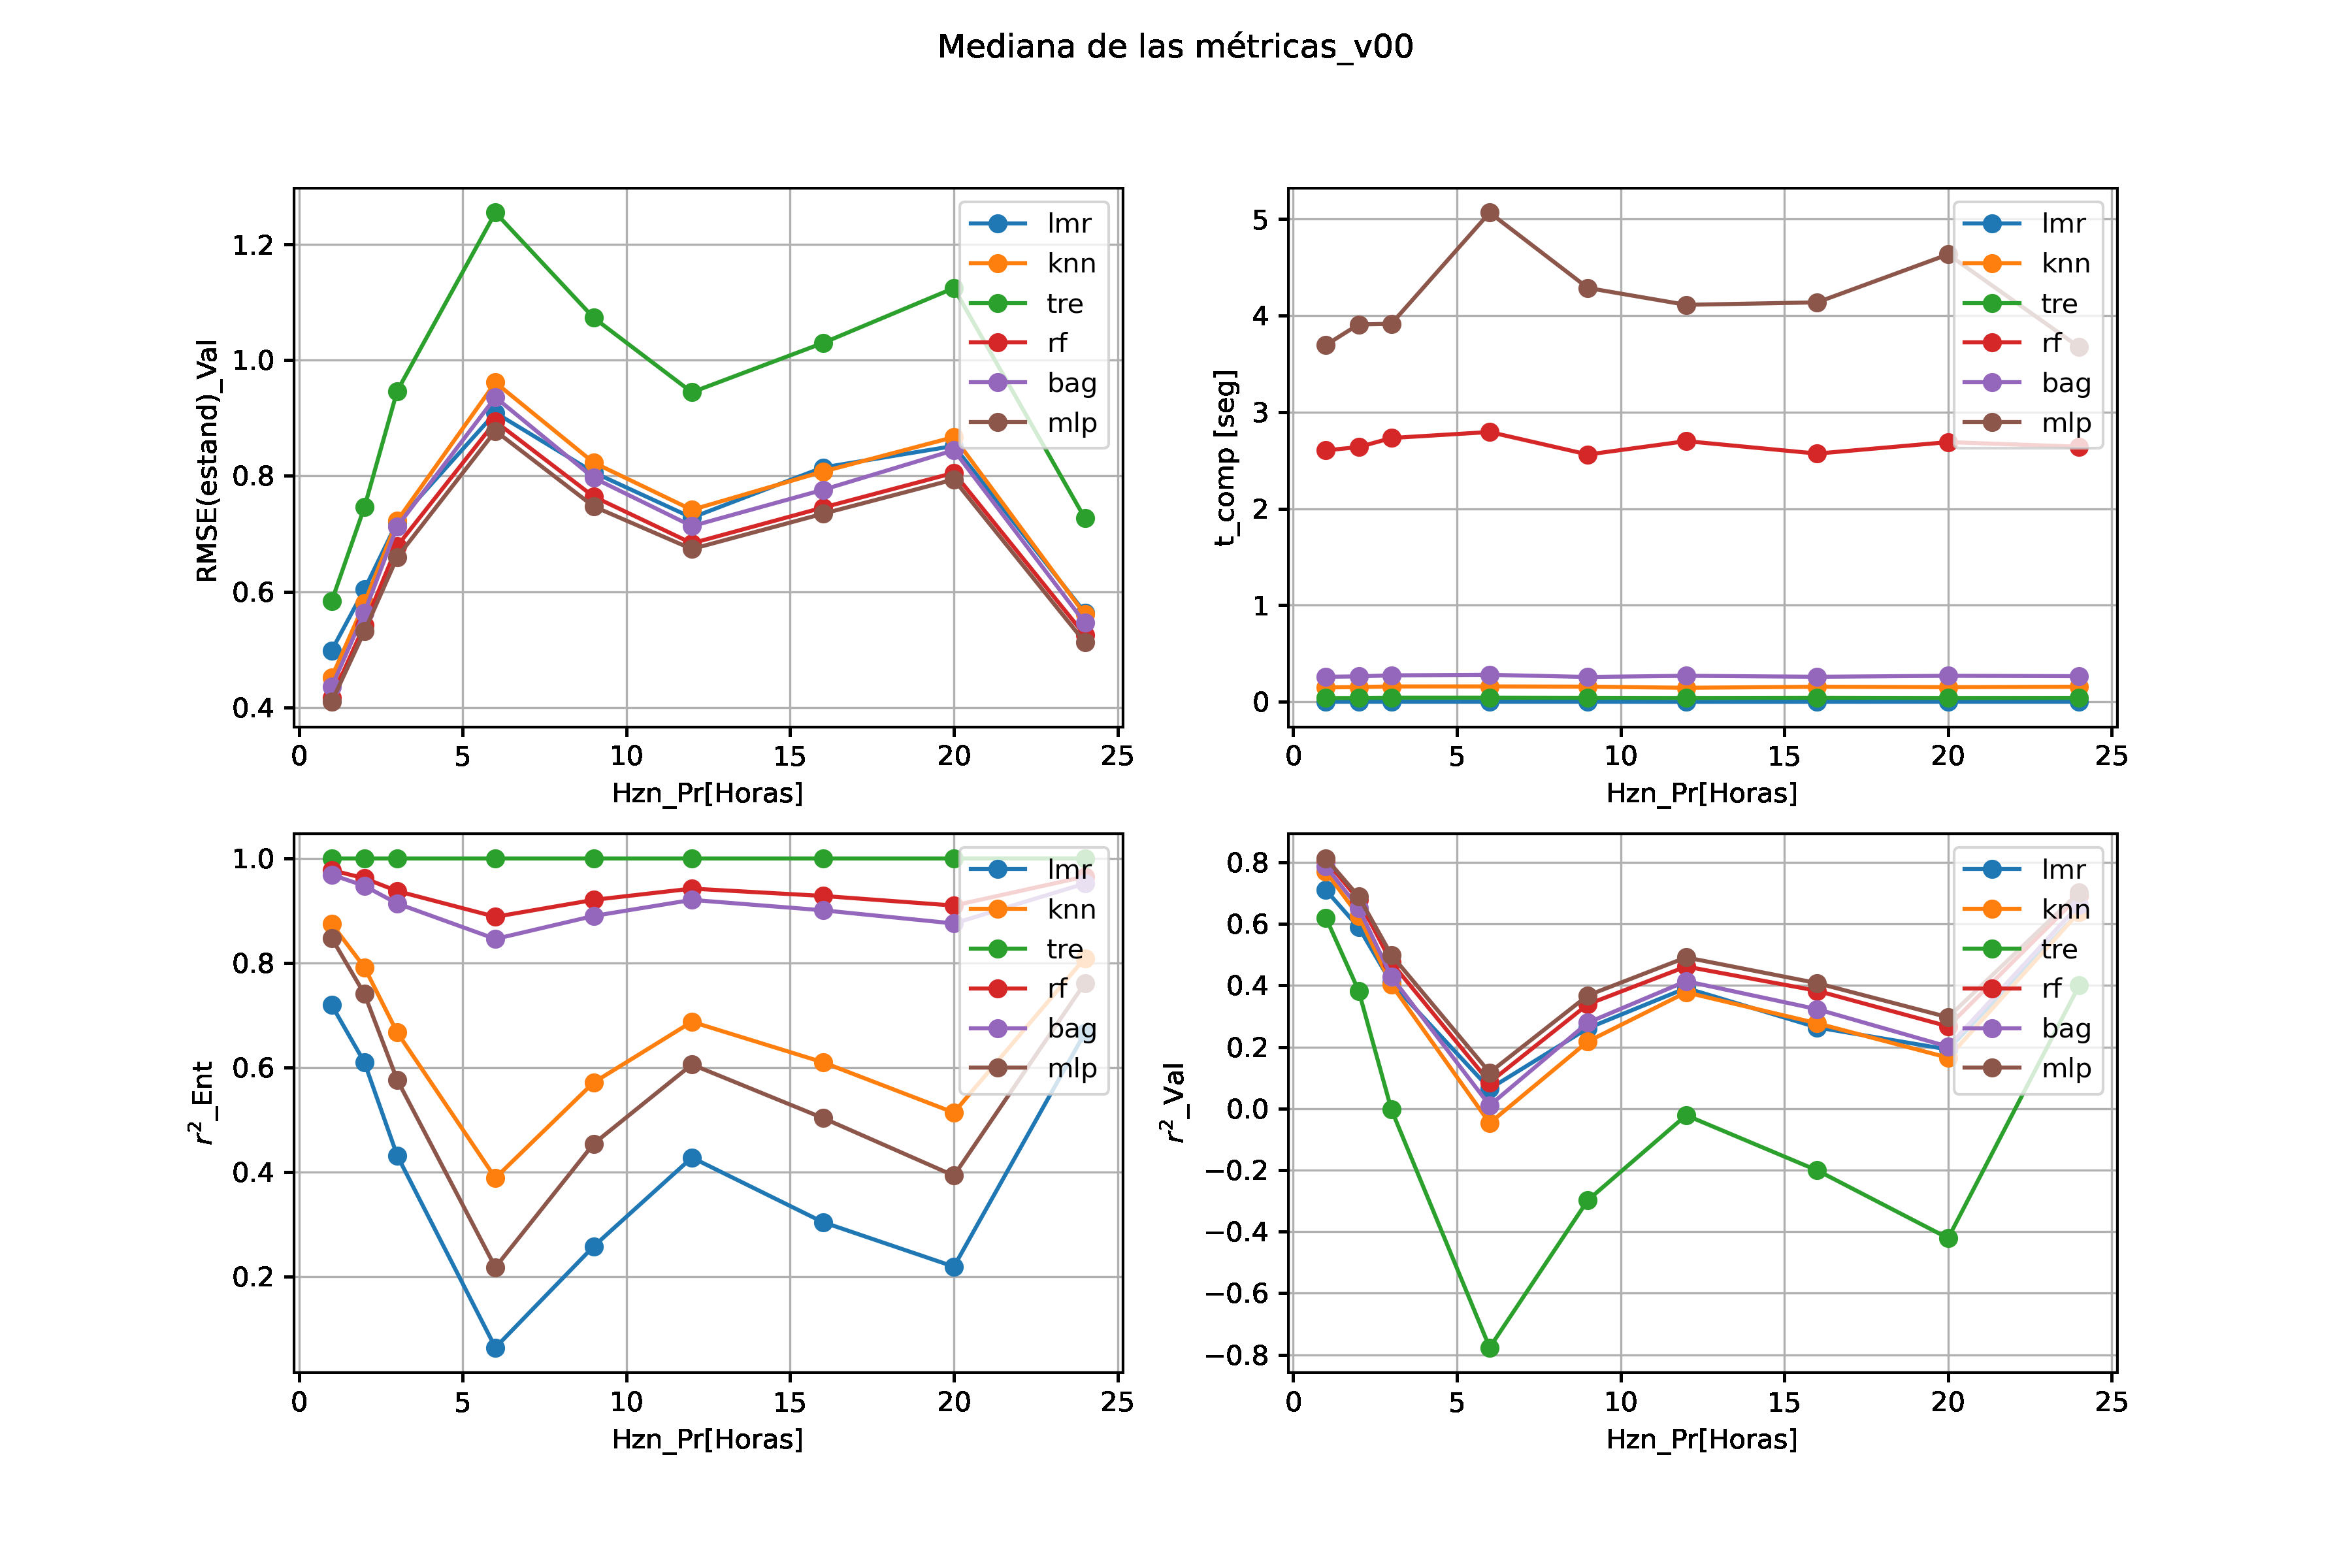 Mediana de las métricas_v00
RMSE(estand)_Val
1.2
1.0
0.8
0.6
0.4
0 5 10 15 20 25
Hzn_Pr[Horas]
lmr
knn
tre
rf
bag
mlp
t_comp [seg]
5
4
3
2
1
0
0 5 10 15 20 25
Hzn_Pr[Horas]
lmr
knn
tre
rf
bag
mlp
r²_Ent
1.0
0.8
0.6
0.4
0.2
0 5 10 15 20 25
Hzn_Pr[Horas]
lmr
knn
tre
rf
bag
mlp
r²_Val
0.8
0.6
0.4
0.2
0.0
−0.2
−0.4
−0.6
−0.8
0 5 10 15 20 25
Hzn_Pr[Horas]
lmr
knn
tre
rf
bag
mlp